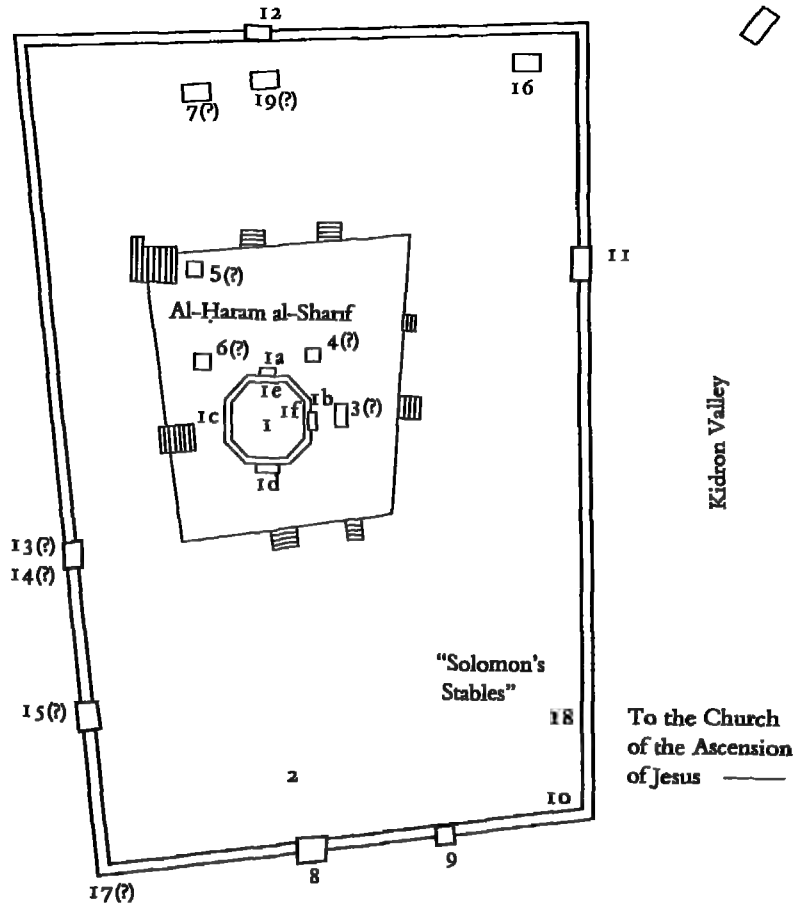 12
7(?)
19(?)
16
11
5(?)
Al-Ḥaram al-Sharif
6(?)
4(?)
1a
1e
1b
1c
1f
3(?)
1
1d
Kidron Valley
13(?)
14(?)
"Solomon's
Stables"
15(?)
18
To the Church
of the Ascension
of Jesus
2
10
8
9
17(?)